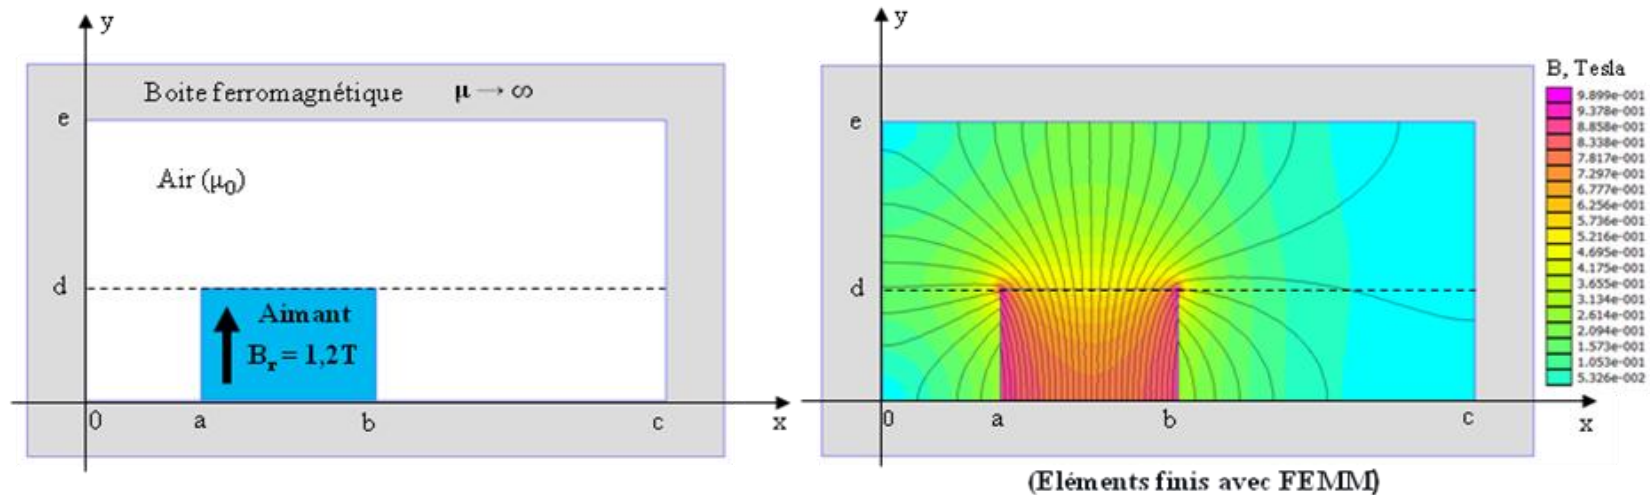 y
Boite ferromagnétique μ → ∞
e
Air (μ0)
d
Aimant
Br = 1,2T
0
a
b
c
x
y
e
d
0
a
b
c
x
B, Tesla
9.899e-001
9.378e-001
8.858e-001
8.338e-001
7.817e-001
7.297e-001
6.777e-001
6.256e-001
5.736e-001
5.216e-001
4.695e-001
4.175e-001
3.655e-001
3.134e-001
2.614e-001
2.094e-001
1.573e-001
1.053e-001
5.326e-002
(Eléments finis avec FEMM)